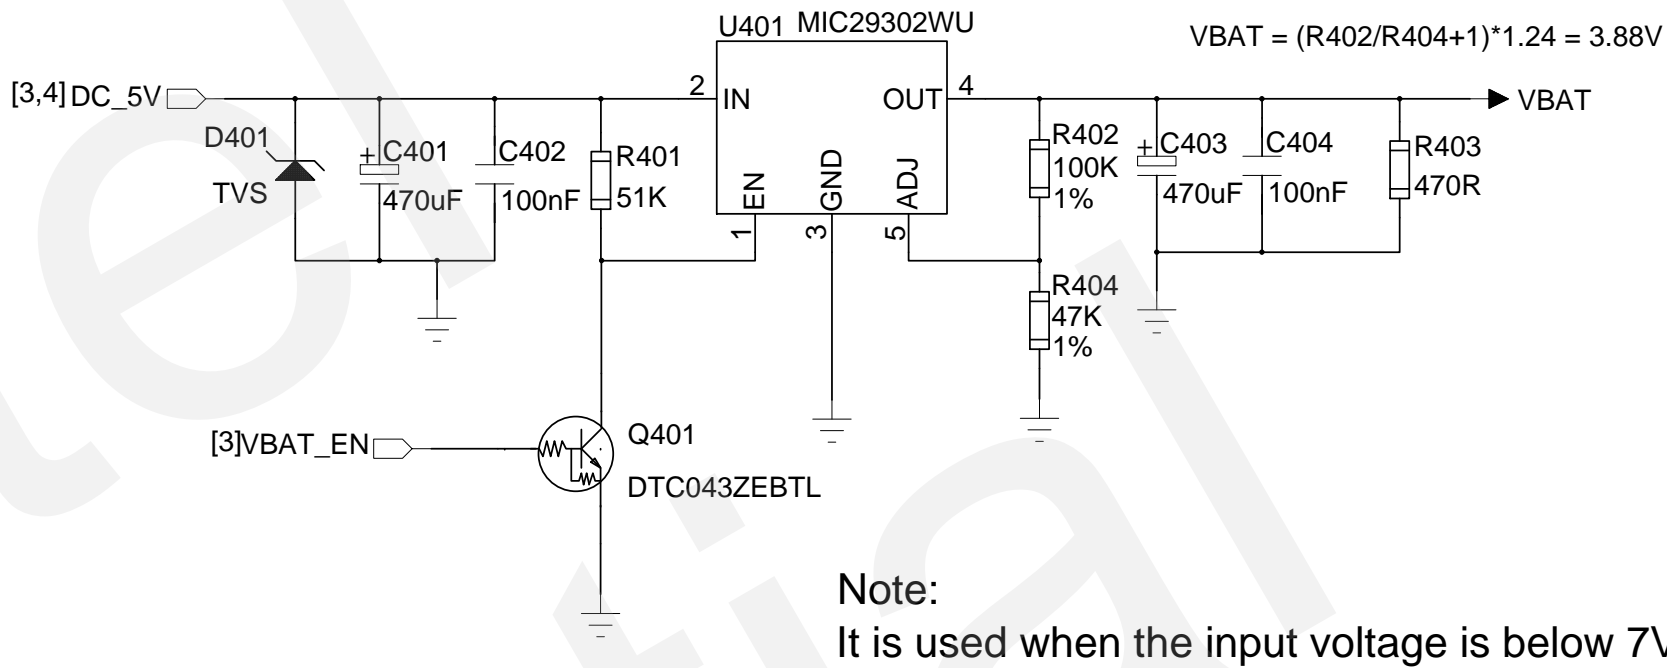 U401 MIC29302WU
VBAT = (R402/R404+1)*1.24 = 3.88V
[3,4] DC_5V
2
IN
OUT
4
VBAT
D401
TVS
+
C401
470uF
C402
100nF
R401
51K
EN
GND
ADJ
1
3
5
R402
100K
1%
+
C403
470uF
C404
100nF
R403
470R
R404
47K
1%
[3]VBAT_EN
Q401
DTC043ZEBTL
Note:
It is used when the input voltage is below 7V